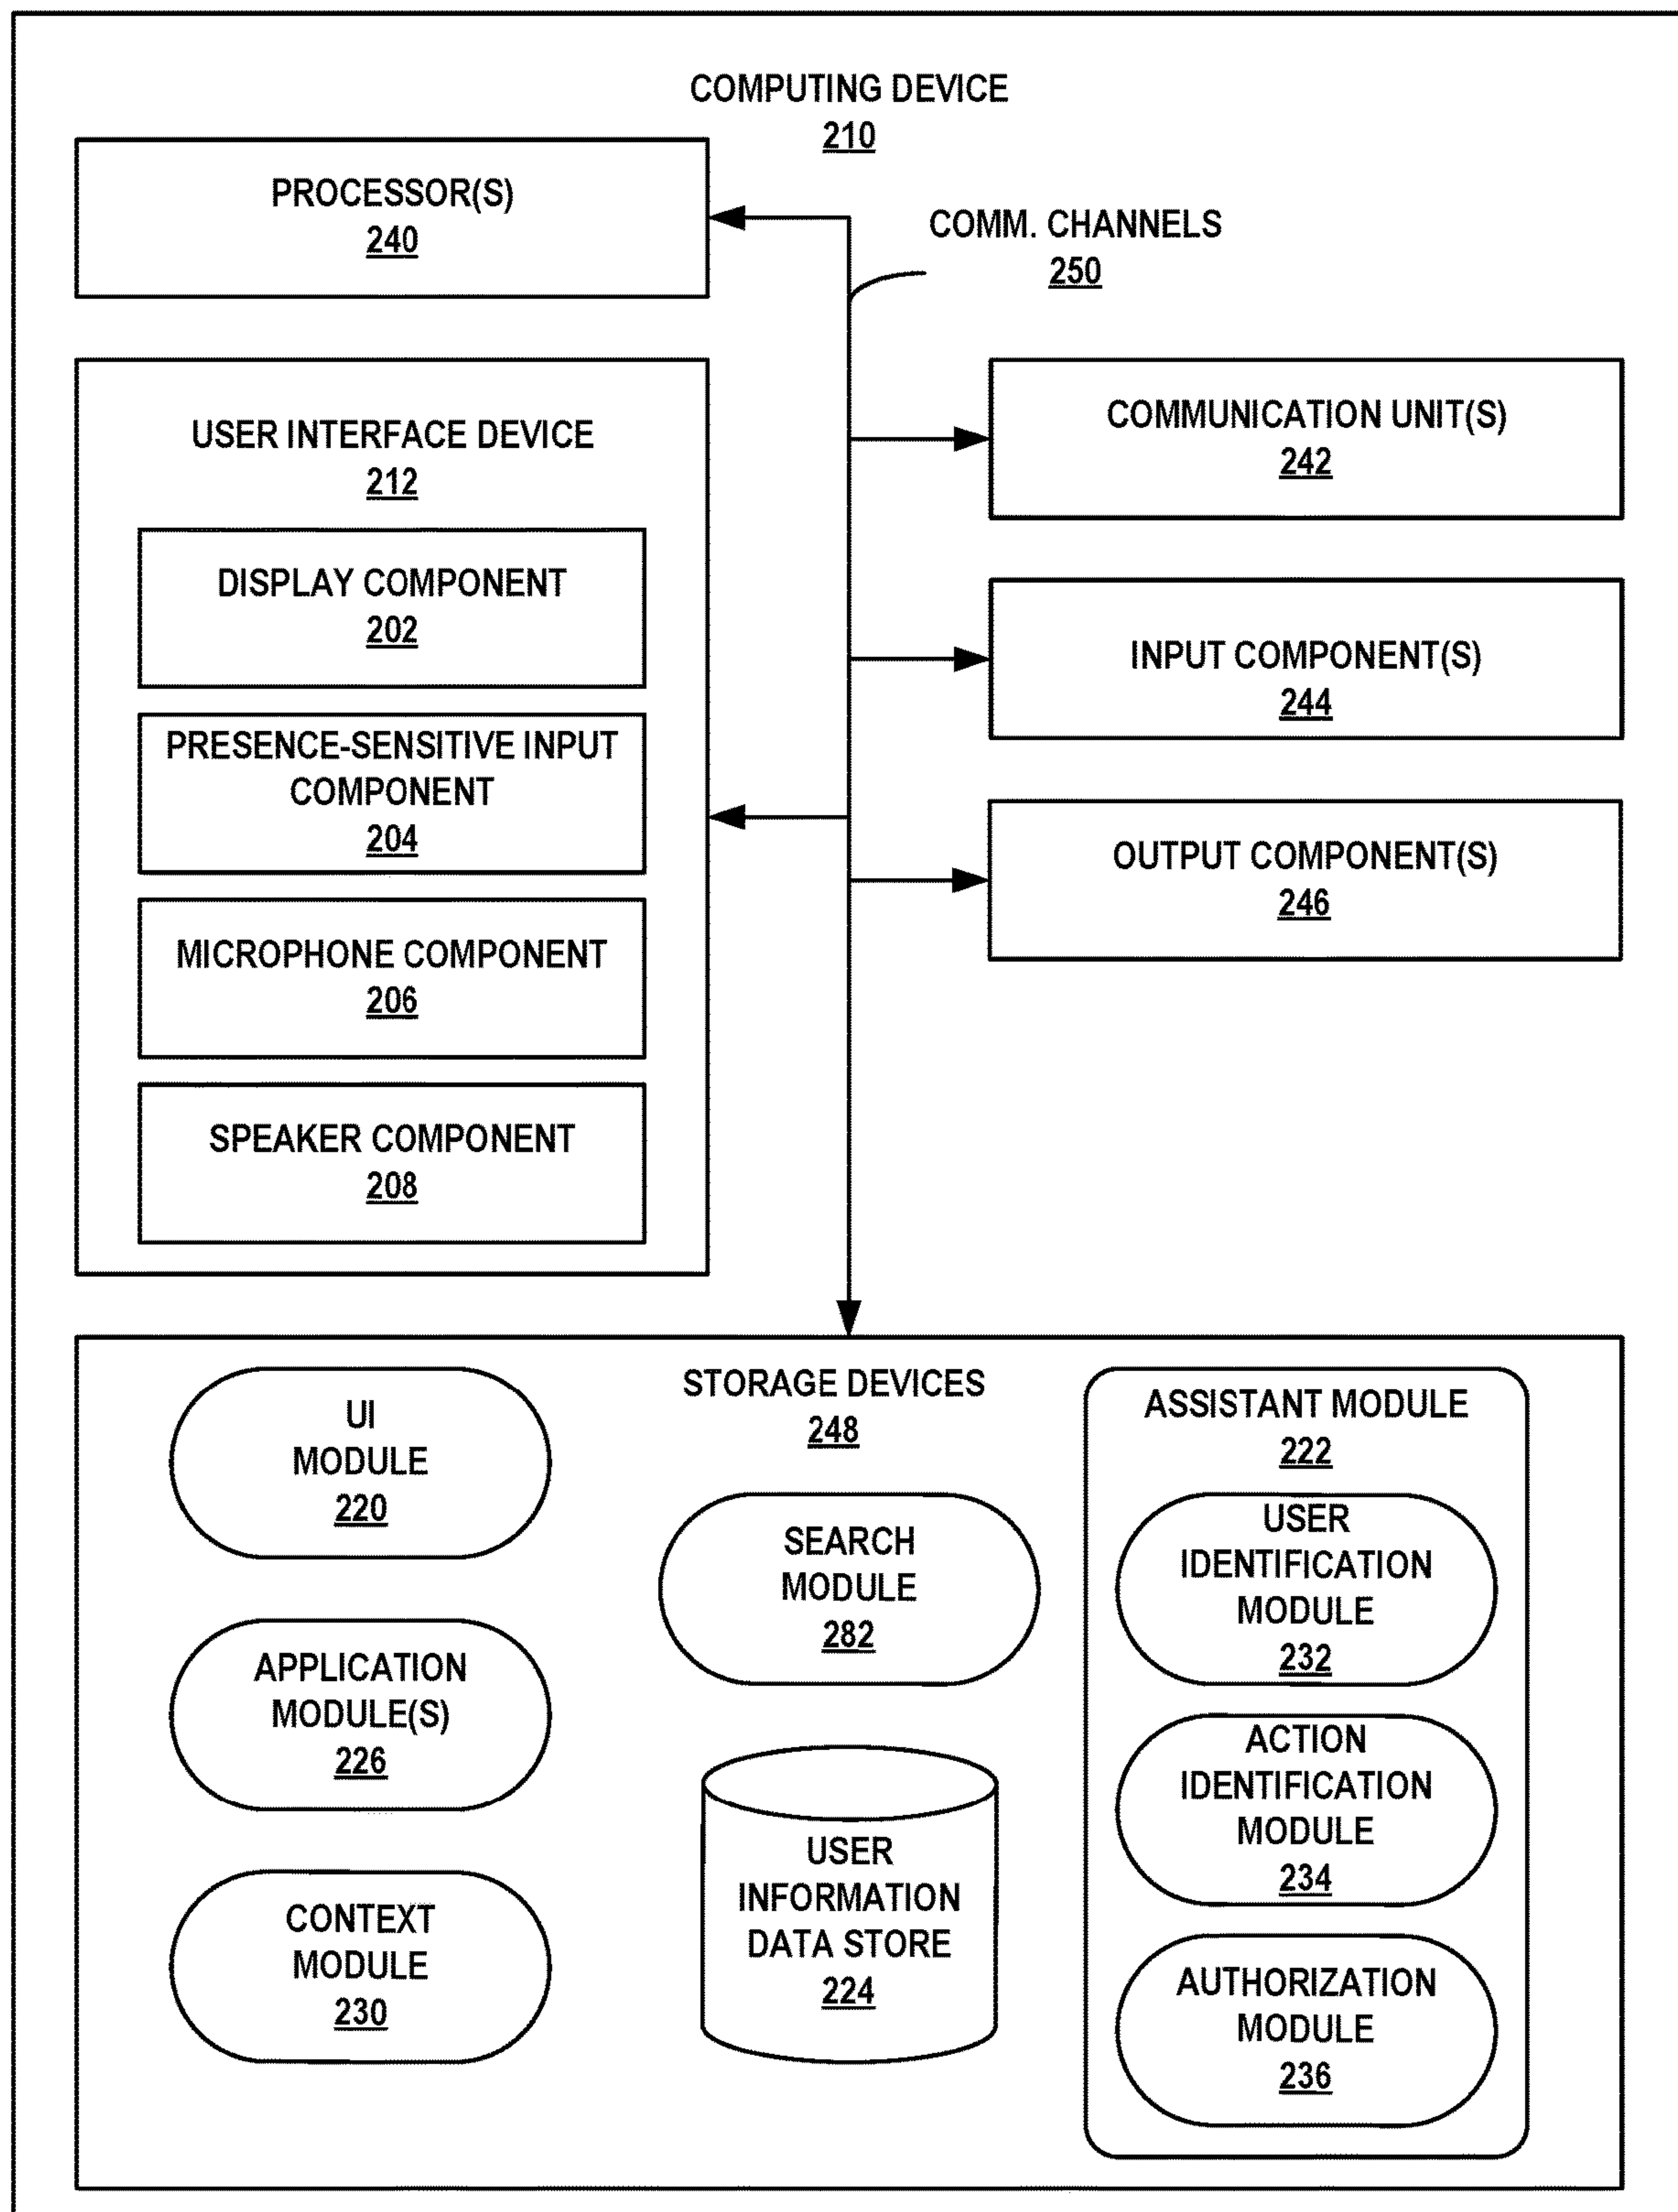 COMPUTING DEVICE
210
PROCESSOR(S)
240
COMM. CHANNELS
250
USER INTERFACE DEVICE
212
DISPLAY COMPONENT
202
PRESENCE-SENSITIVE INPUT
COMPONENT
204
MICROPHONE COMPONENT
206
SPEAKER COMPONENT
208
COMMUNICATION UNIT(S)
242
INPUT COMPONENT(S)
244
OUTPUT COMPONENT(S)
246
STORAGE DEVICES
248
UI
MODULE
220
APPLICATION
MODULE(S)
226
CONTEXT
MODULE
230
SEARCH
MODULE
282
USER
INFORMATION
DATA STORE
224
ASSISTANT MODULE
222
USER
IDENTIFICATION
MODULE
232
ACTION
IDENTIFICATION
MODULE
234
AUTHORIZATION
MODULE
236